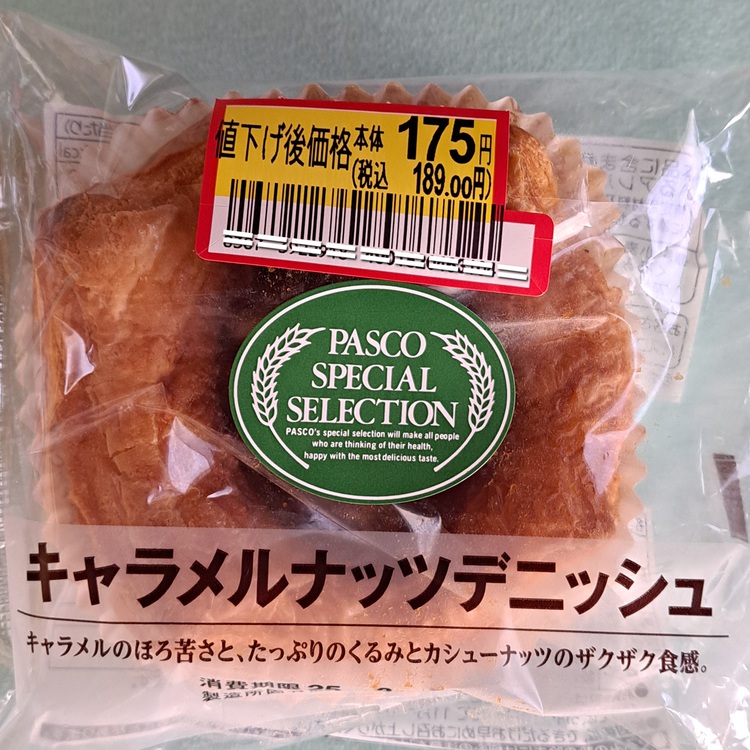 値下げ後価格 本体 175円
(税込 189.00円)
PASCO
SPECIAL
SELECTION
PASCO's special selection will make all people
who are thinking of their health,
happy with the most delicious taste.
キャラメルナッツデニッシュ
キャラメルのほろ苦さと、たっぷりのくるみとカシューナッツのザクザク食感。
消費期限 25
製造所